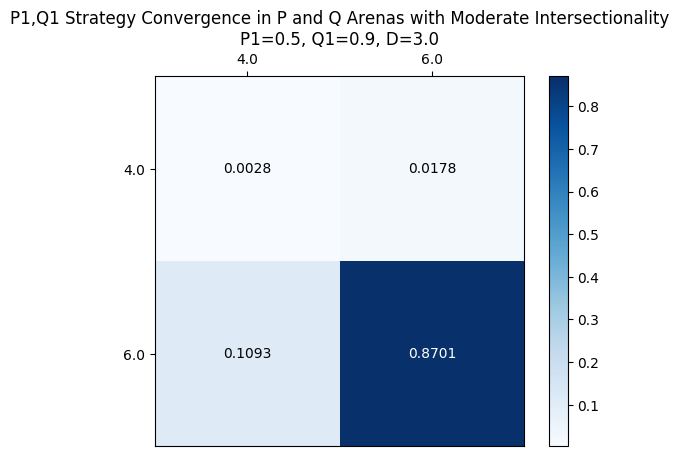 P1,Q1 Strategy Convergence in P and Q Arenas with Moderate Intersectionality
P1=0.5, Q1=0.9, D=3.0
4.0 6.0
4.0 0.0028 0.0178
6.0 0.1093 0.8701
0.8
0.7
0.6
0.5
0.4
0.3
0.2
0.1